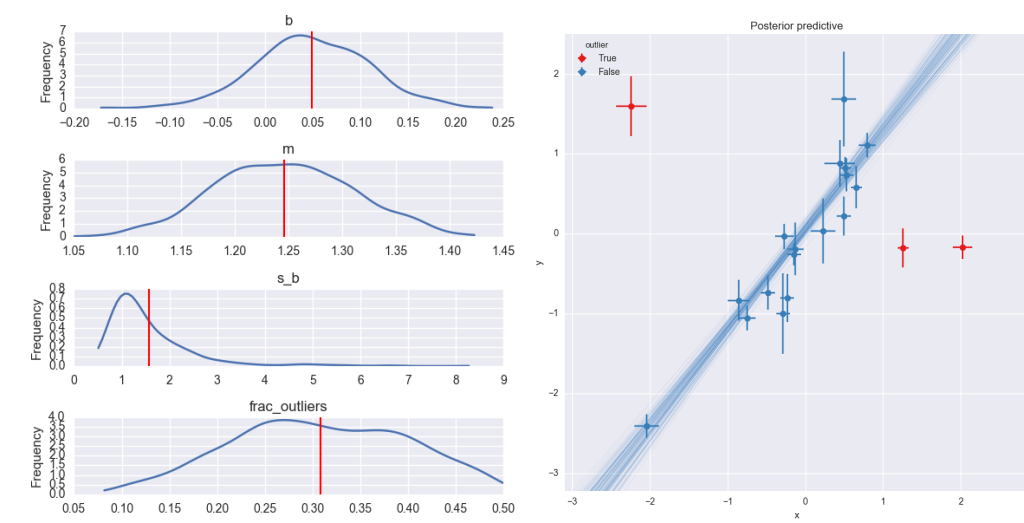 b
Frequency
7
6
5
4
3
2
1
0
−0.20 −0.15 −0.10 −0.05 0.00 0.05 0.10 0.15 0.20 0.25
m
Frequency
6
5
4
3
2
1
0
1.05 1.10 1.15 1.20 1.25 1.30 1.35 1.40 1.45
s_b
Frequency
0.8
0.7
0.6
0.5
0.4
0.3
0.2
0.1
0.0
0 1 2 3 4 5 6 7 8 9
frac_outliers
Frequency
4.0
3.5
3.0
2.5
2.0
1.5
1.0
0.5
0.0
0.05 0.10 0.15 0.20 0.25 0.30 0.35 0.40 0.45 0.50
Posterior predictive
outlier
True
False
y
2
1
0
−1
−2
−3
−3 −2 −1 0 1 2
x